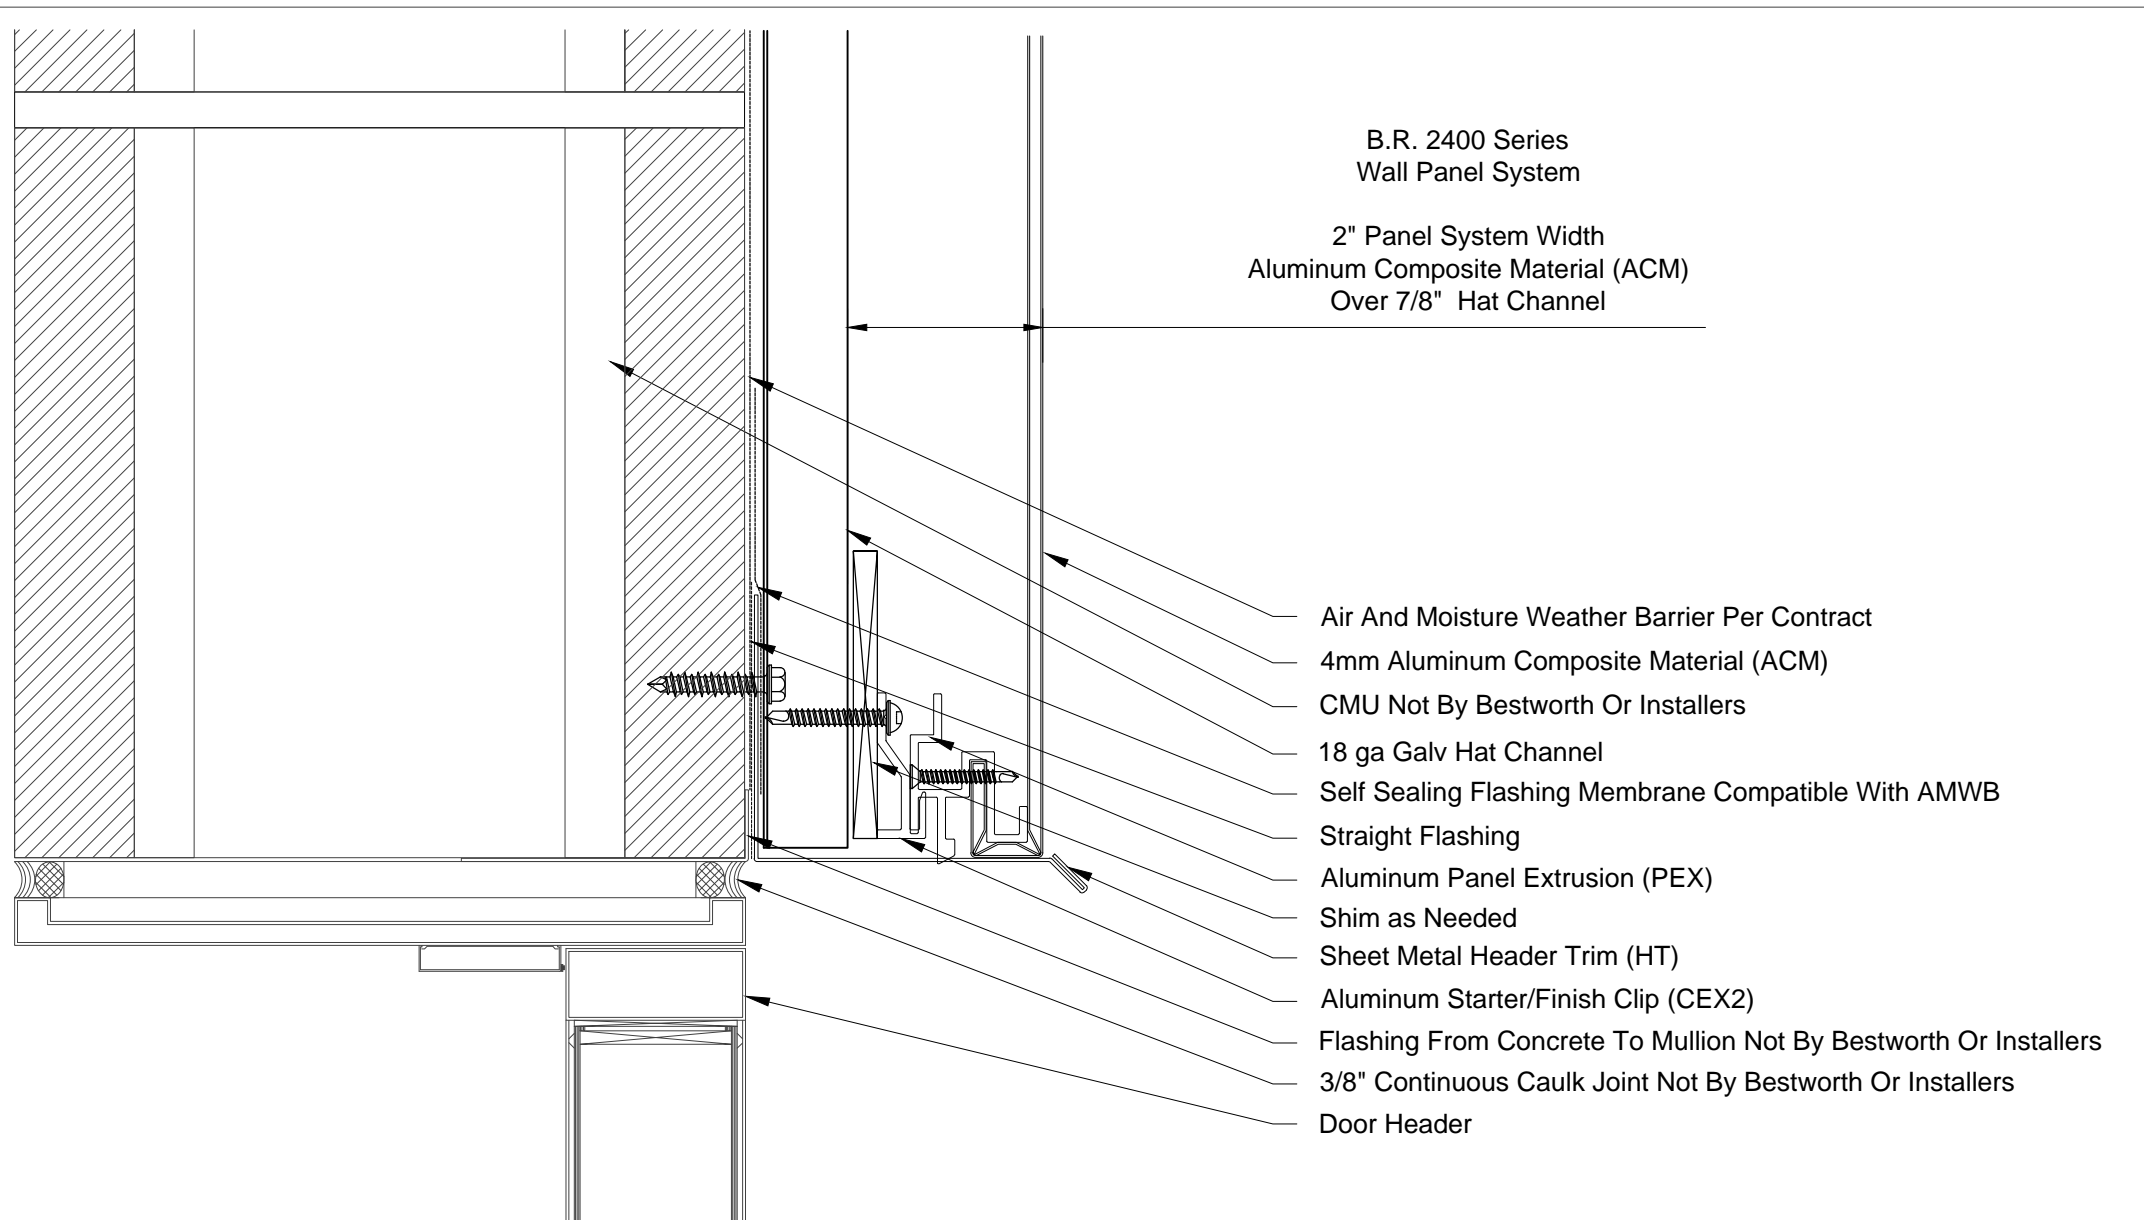 B.R. 2400 Series
Wall Panel System
2" Panel System Width
Aluminum Composite Material (ACM)
Over 7/8" Hat Channel
Air And Moisture Weather Barrier Per Contract
4mm Aluminum Composite Material (ACM)
CMU Not By Bestworth Or Installers
18 ga Galv Hat Channel
Self Sealing Flashing Membrane Compatible With AMWB
Straight Flashing
Aluminum Panel Extrusion (PEX)
Shim as Needed
Sheet Metal Header Trim (HT)
Aluminum Starter/Finish Clip (CEX2)
Flashing From Concrete To Mullion Not By Bestworth Or Installers
3/8" Continuous Caulk Joint Not By Bestworth Or Installers
Door Header